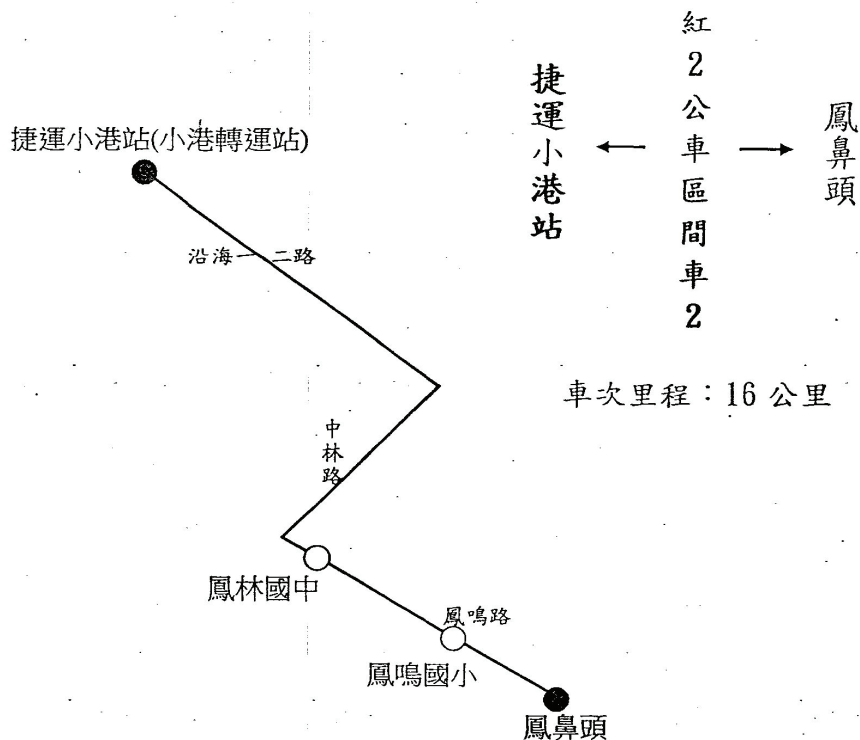 捷運小港站
紅2公車區間車2
鳳鼻頭
車次里程：16公里
捷運小港站(小港轉運站)
沿海一 二路
中林路
鳳林國中
鳳鳴路
鳳鳴國小
鳳鼻頭